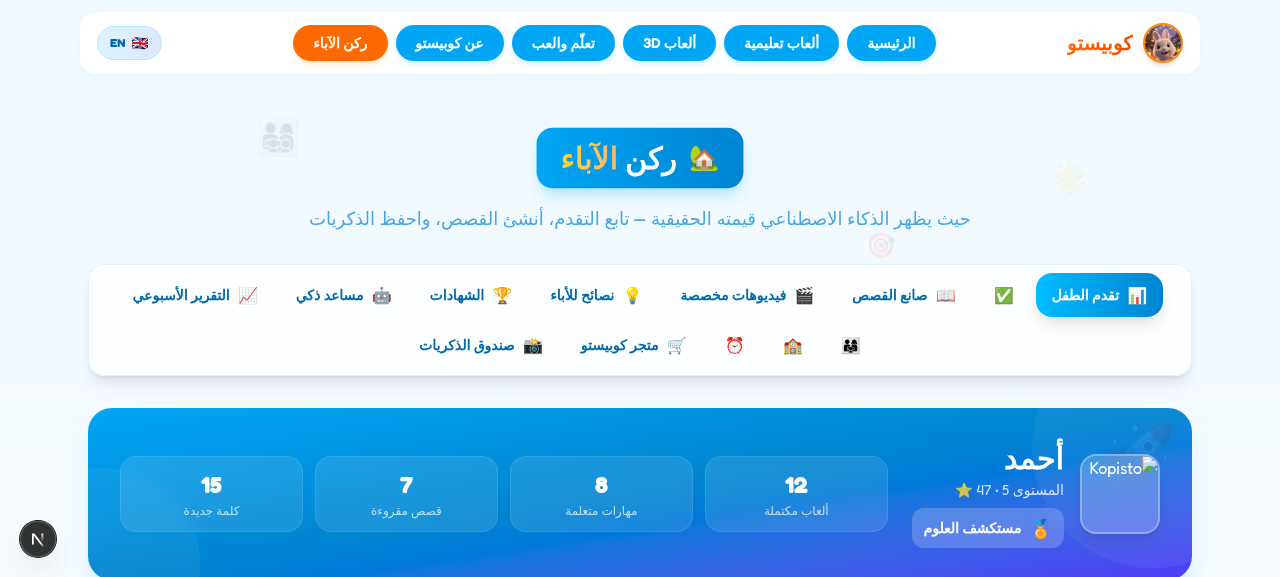 كوبيستو
الرئيسية
ألعاب تعليمية
ألعاب 3D
تعلّم والعب
عن كوبيستو
ركن الآباء
EN
ركن الآباء
حيث يظهر الذكاء الاصطناعي قيمته الحقيقية – تابع التقدم، أنشئ القصص، واحفظ الذكريات
تقدم الطفل
صانع القصص
فيديوهات مخصصة
نصائح للأباء
الشهادات
مساعد ذكي
التقرير الأسبوعي
متجر كوبيستو
صندوق الذكريات
Kopisto
أحمد
المستوى 5 • 47 ⭐
مستكشف العلوم
12
ألعاب مكتملة
8
مهارات متعلمة
7
قصص مقروءة
15
كلمة جديدة
N